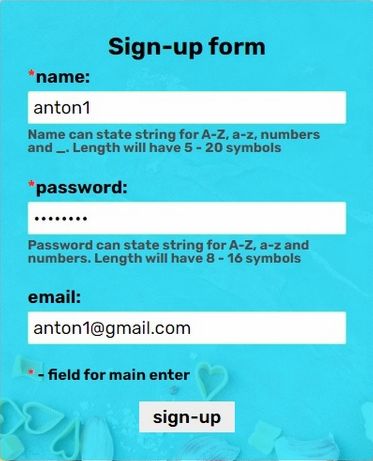 Sign-up form
*name:
anton1
Name can state string for A-Z, a-z, numbers
and _. Length will have 5 - 20 symbols
*password:
••••••••
Password can state string for A-Z, a-z and
numbers. Length will have 8 - 16 symbols
email:
anton1@gmail.com
* - field for main enter
sign-up